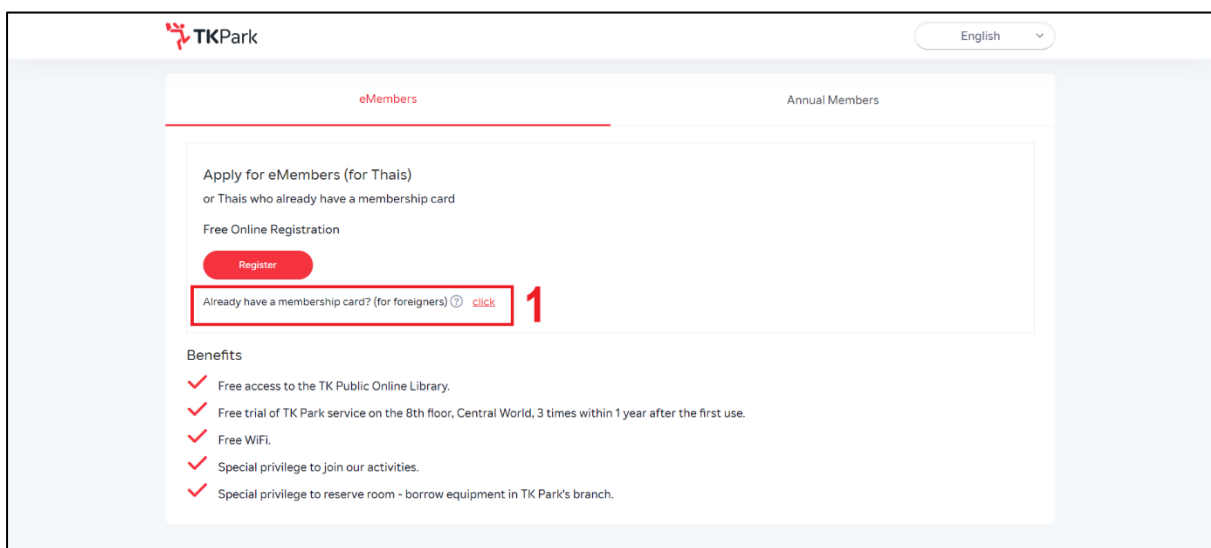 TKPark
English
eMembers
Annual Members
Apply for eMembers (for Thais)
or Thais who already have a membership card
Free Online Registration
Register
Already have a membership card? (for foreigners) ? click
1
Benefits
Free access to the TK Public Online Library.
Free trial of TK Park service on the 8th floor, Central World, 3 times within 1 year after the first use.
Free WiFi.
Special privilege to join our activities.
Special privilege to reserve room - borrow equipment in TK Park's branch.